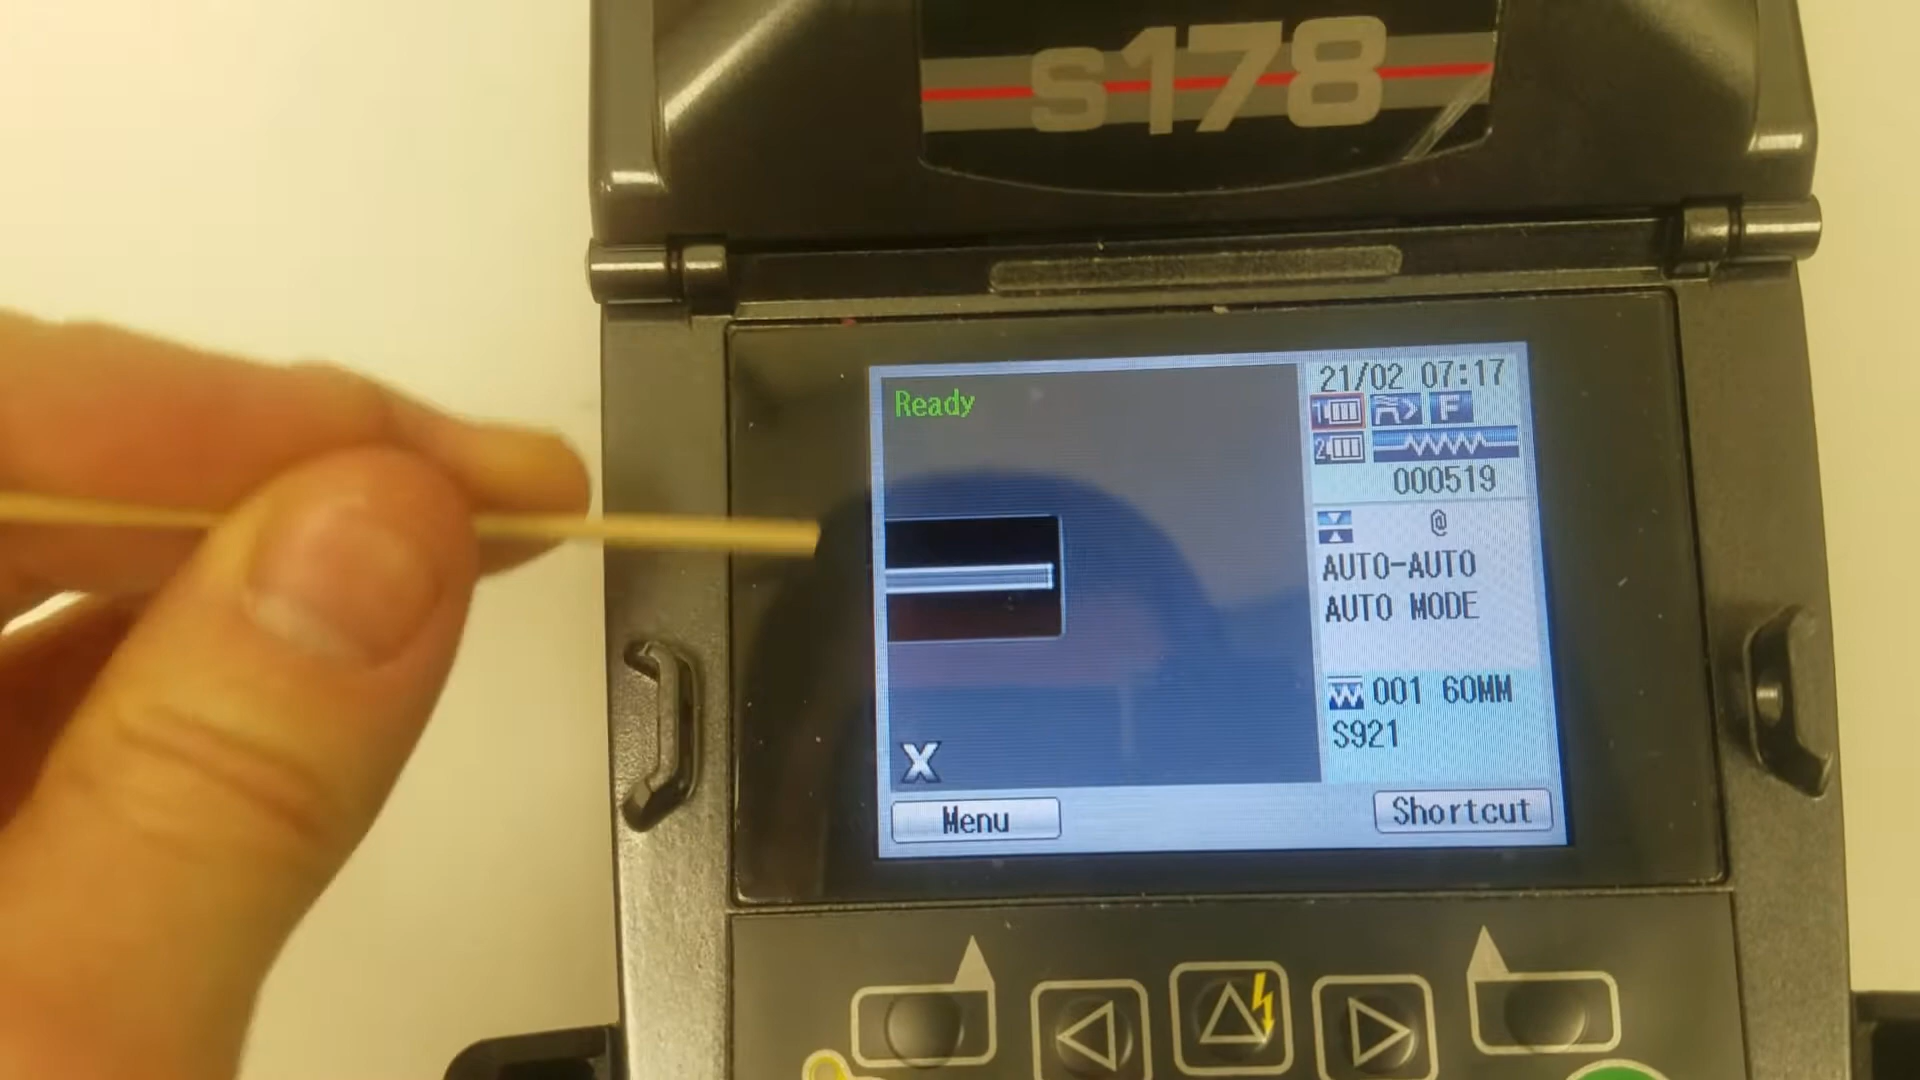 S178
Ready
21/02 07:17
1
F
2
000519
@
AUTO-AUTO
AUTO MODE
001 60MM
S921
X
Menu
Shortcut